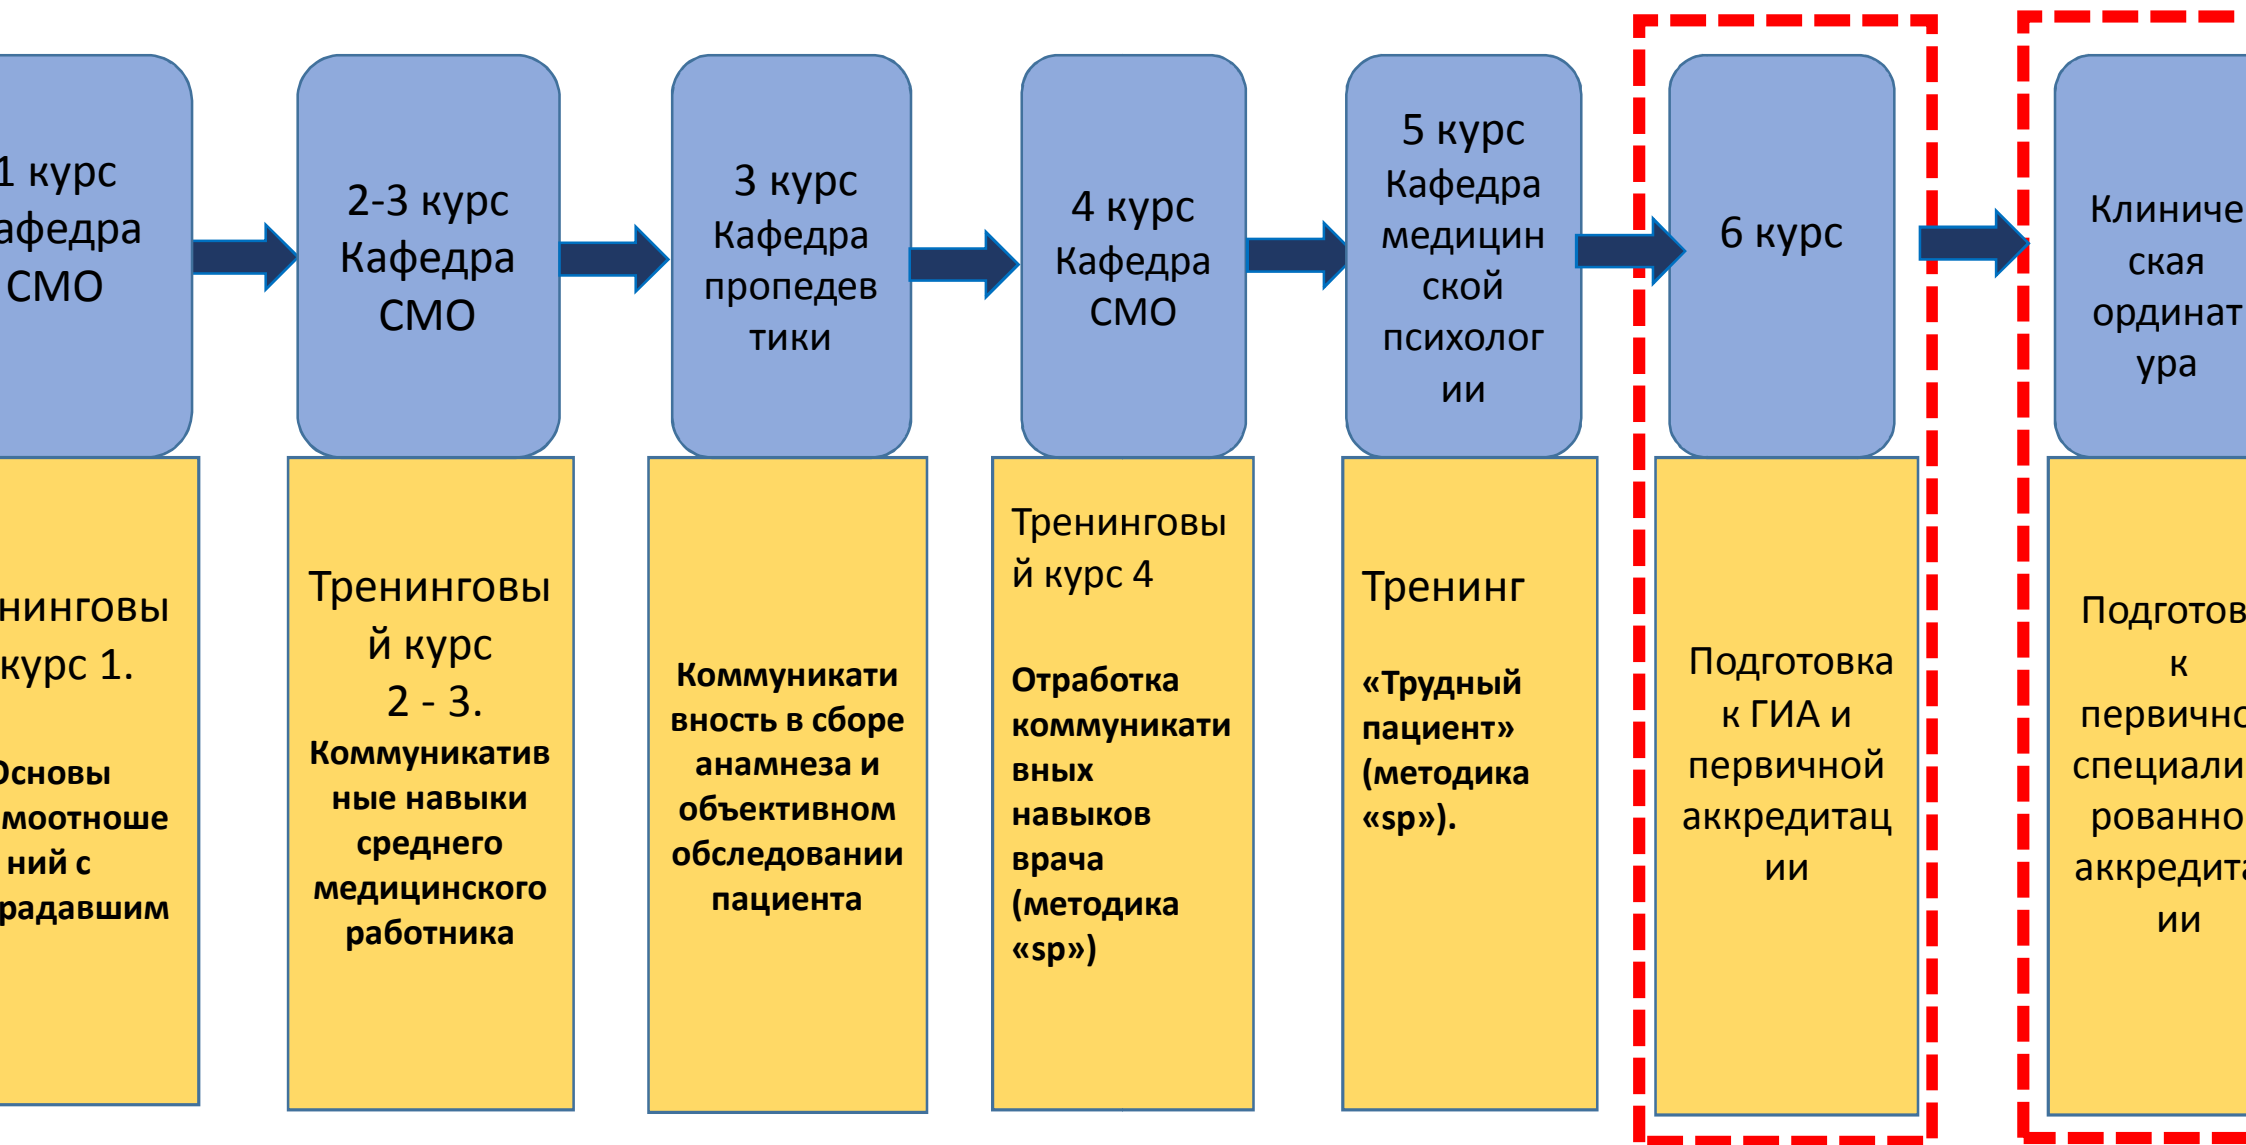 1 курс
афедра
СМО
2-3 курс
Кафедра
СМО
3 курс
Кафедра
пропедев
тики
4 курс
Кафедра
СМО
5 курс
Кафедра
медицин
ской
психолог
ии
6 курс
Клиниче
ская
ординат
ура
нинговы
курс 1.
Основы
моотноше
ний с
радавшим
Тренинговы
й курс
2 - 3.
Коммуникатив
ные навыки
среднего
медицинского
работника
Коммуникати
вность в сборе
анамнеза и
объективном
обследовании
пациента
Тренинговы
й курс 4
Отработка
коммуникати
вных
навыков
врача
(методика
«sp»)
Тренинг
«Трудный
пациент»
(методика
«sp»).
Подготовка
к ГИА и
первичной
аккредитац
ии
Подготов
к
первично
специали
рованно
аккредита
ии